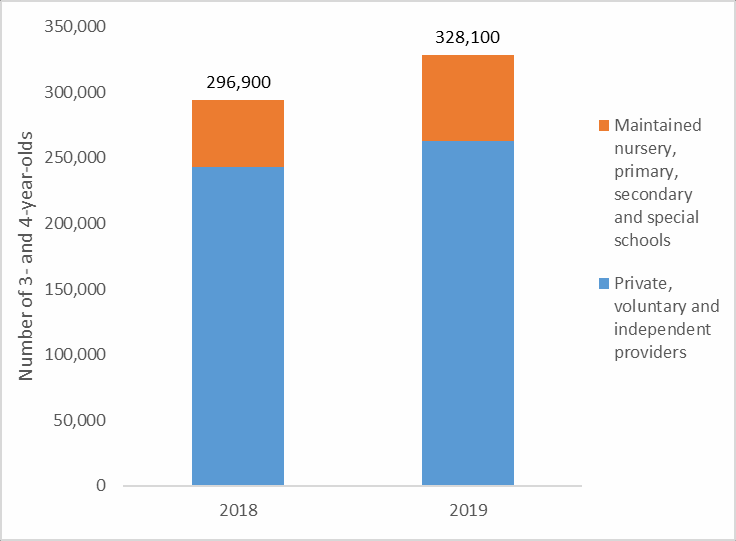 Number of 3- and 4-year-olds
350,000
300,000
250,000
200,000
150,000
100,000
50,000
0
296,900
328,100
2018
2019
Maintained
nursery,
primary,
secondary
and special
schools
Private,
voluntary and
independent
providers